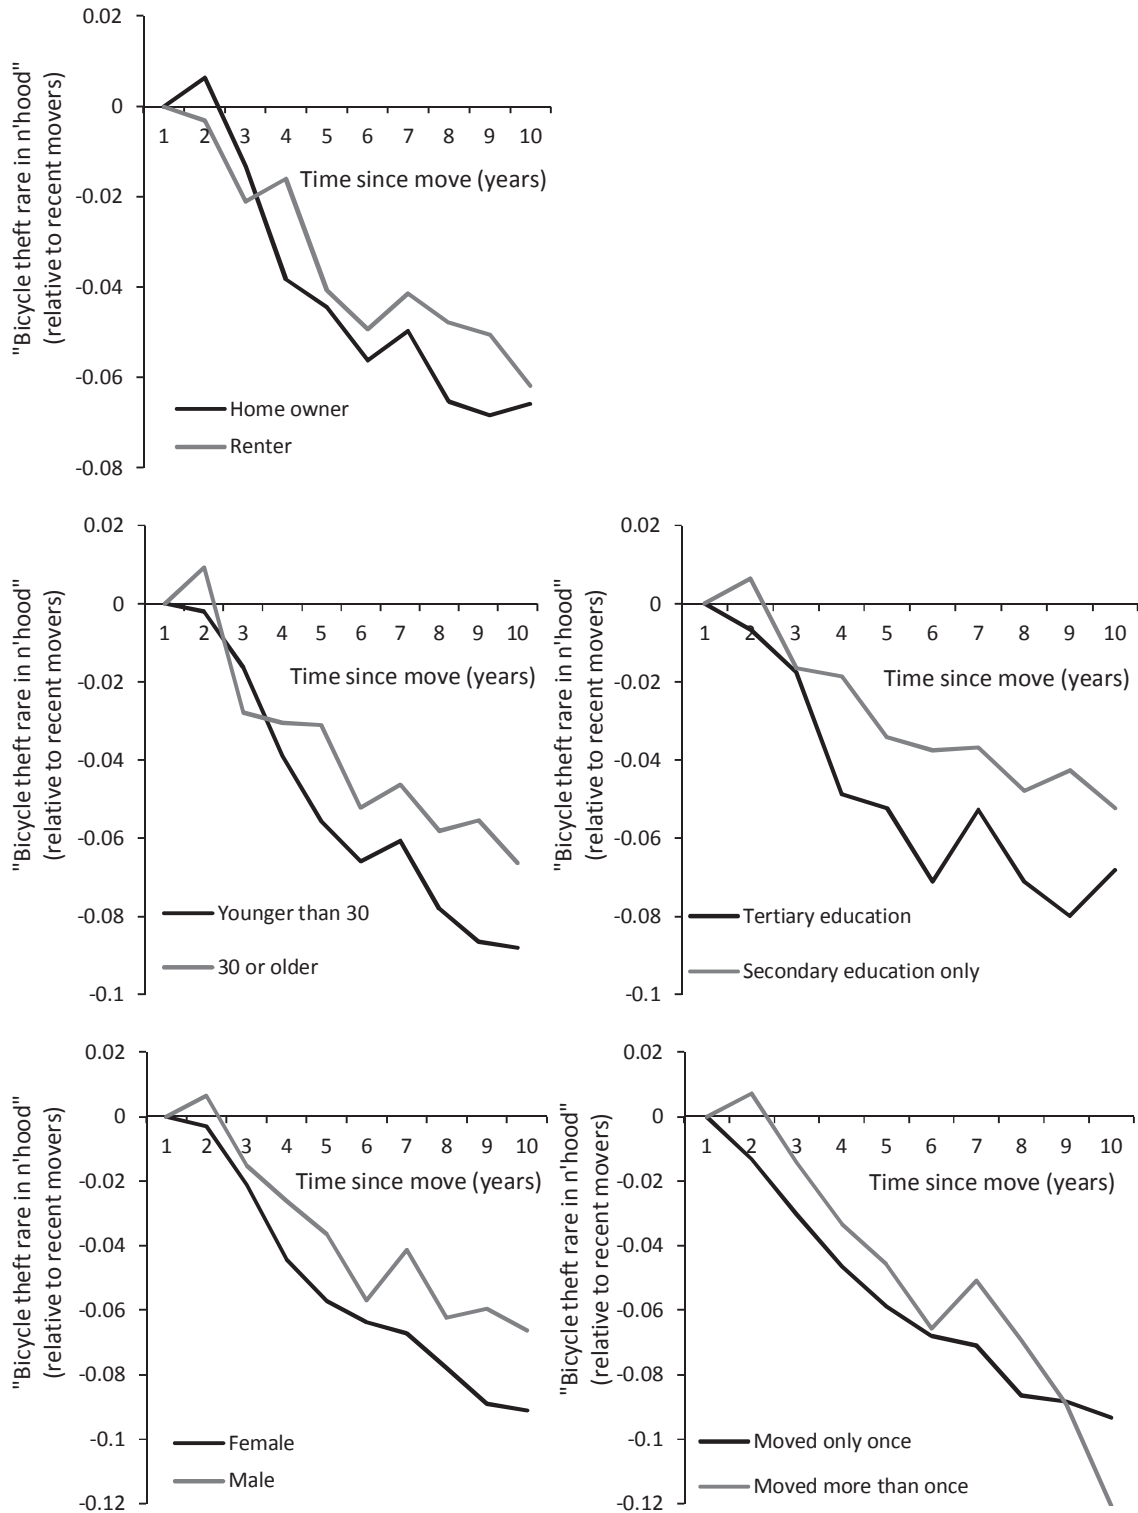 "Bicycle theft rare in n'hood"
(relative to recent movers)
0.02
0
-0.02
-0.04
-0.06
-0.08
1 2 3 4 5 6 7 8 9 10
Time since move (years)
Home owner
Renter
"Bicycle theft rare in n'hood"
(relative to recent movers)
0.02
0
-0.02
-0.04
-0.06
-0.08
-0.1
1 2 3 4 5 6 7 8 9 10
Time since move (years)
Younger than 30
30 or older
"Bicycle theft rare in n'hood"
(relative to recent movers)
0.02
0
-0.02
-0.04
-0.06
-0.08
-0.1
1 2 3 4 5 6 7 8 9 10
Time since move (years)
Tertiary education
Secondary education only
"Bicycle theft rare in n'hood"
(relative to recent movers)
0.02
0
-0.02
-0.04
-0.06
-0.08
-0.1
-0.12
1 2 3 4 5 6 7 8 9 10
Time since move (years)
Female
Male
"Bicycle theft rare in n'hood"
(relative to recent movers)
0.02
0
-0.02
-0.04
-0.06
-0.08
-0.1
-0.12
1 2 3 4 5 6 7 8 9 10
Time since move (years)
Moved only once
Moved more than once